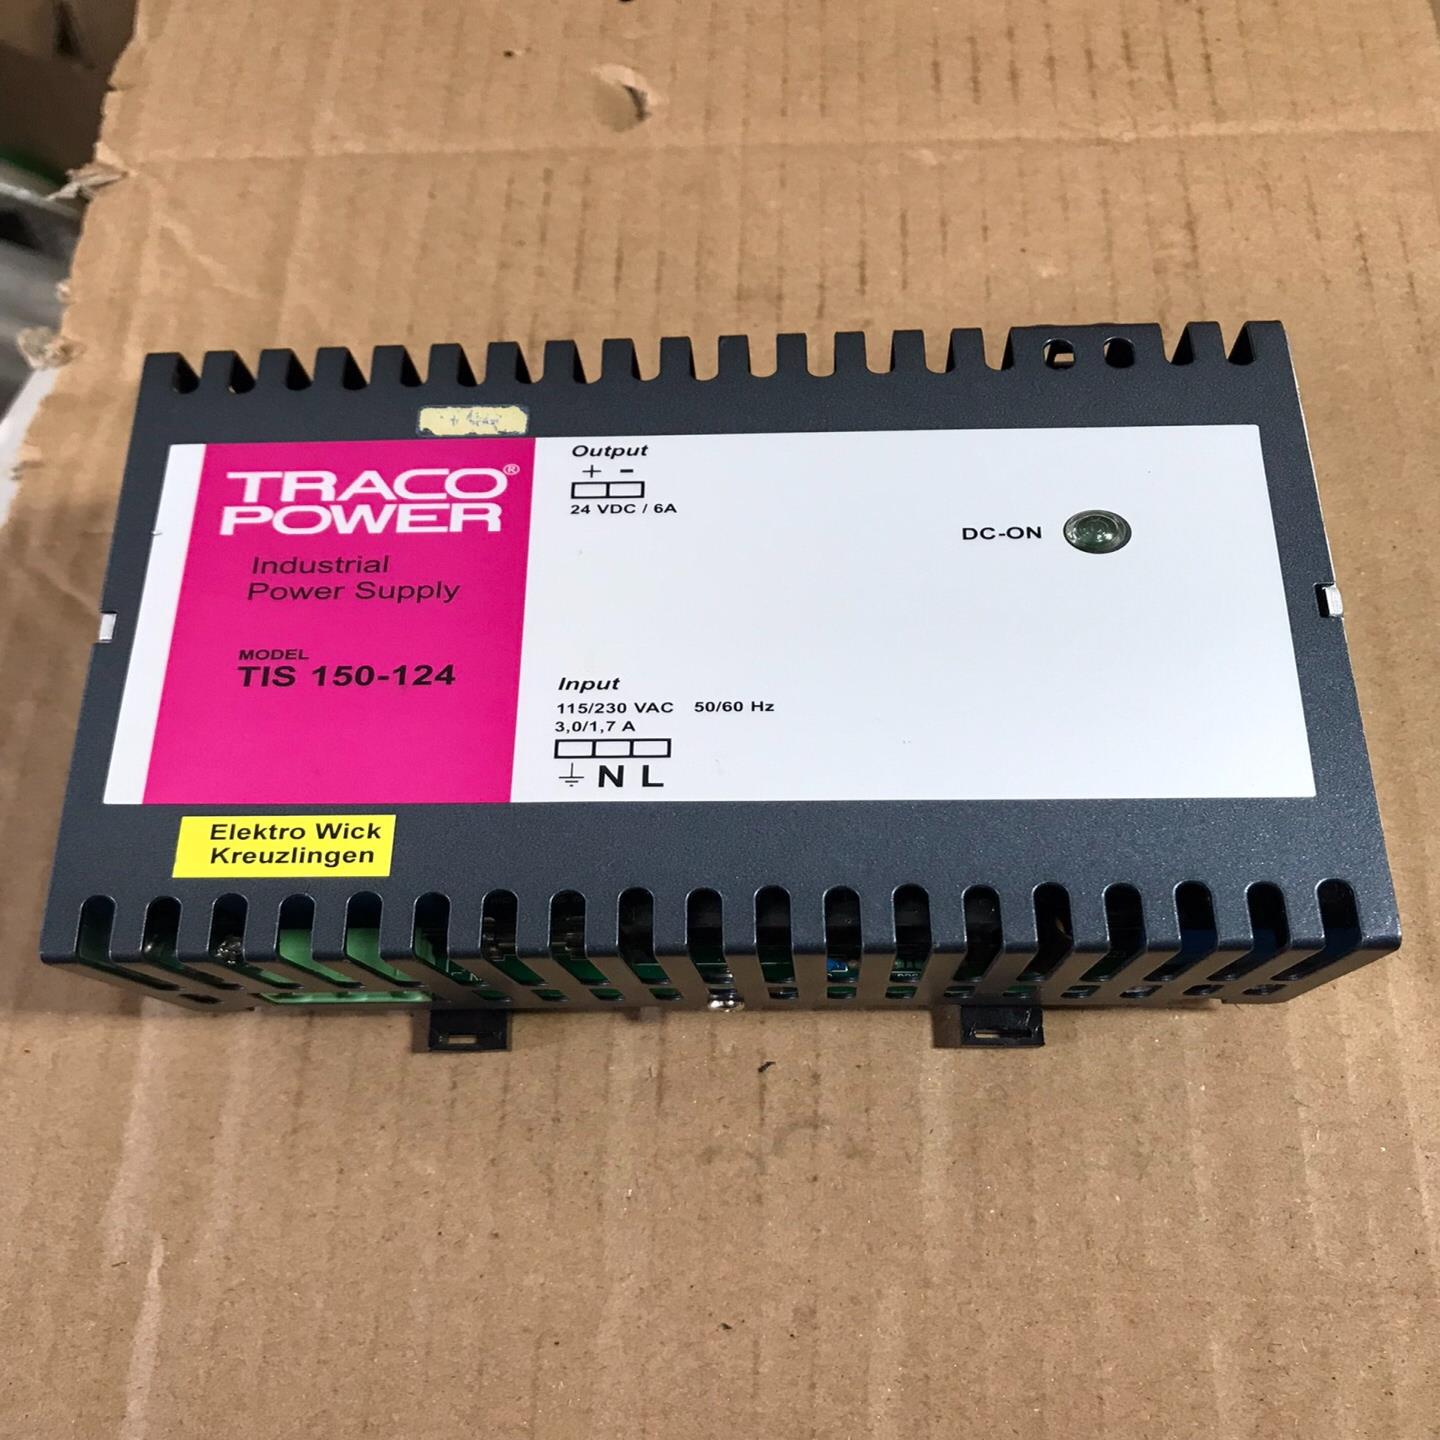 TRACO®
POWER
Industrial
Power Supply
MODEL
TIS 150-124
Output
+ -
24 VDC / 6A
DC-ON
Input
115/230 VAC 50/60 Hz
3,0/1,7 A
⏚ N L
Elektro Wick
Kreuzlingen